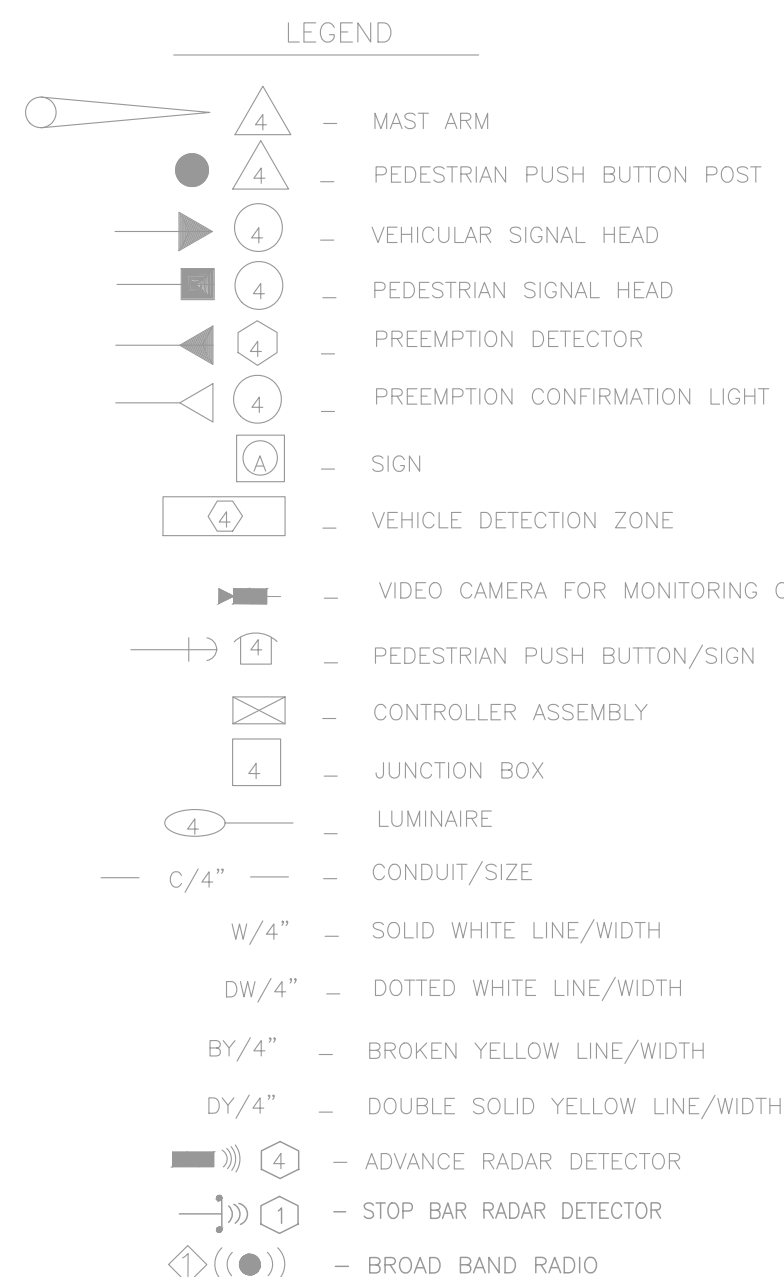 LEGEND
4 – MAST ARM
4 – PEDESTRIAN PUSH BUTTON POST
4 – VEHICULAR SIGNAL HEAD
4 – PEDESTRIAN SIGNAL HEAD
4 – PREEMPTION DETECTOR
4 – PREEMPTION CONFIRMATION LIGHT
A – SIGN
4 – VEHICLE DETECTION ZONE
– VIDEO CAMERA FOR MONITORING
4 – PEDESTRIAN PUSH BUTTON/SIGN
– CONTROLLER ASSEMBLY
4 – JUNCTION BOX
4 – LUMINAIRE
C/4" – CONDUIT/SIZE
W/4" – SOLID WHITE LINE/WIDTH
DW/4" – DOTTED WHITE LINE/WIDTH
BY/4" – BROKEN YELLOW LINE/WIDTH
DY/4" – DOUBLE SOLID YELLOW LINE/WIDTH
4 – ADVANCE RADAR DETECTOR
1 – STOP BAR RADAR DETECTOR
1 – BROAD BAND RADIO